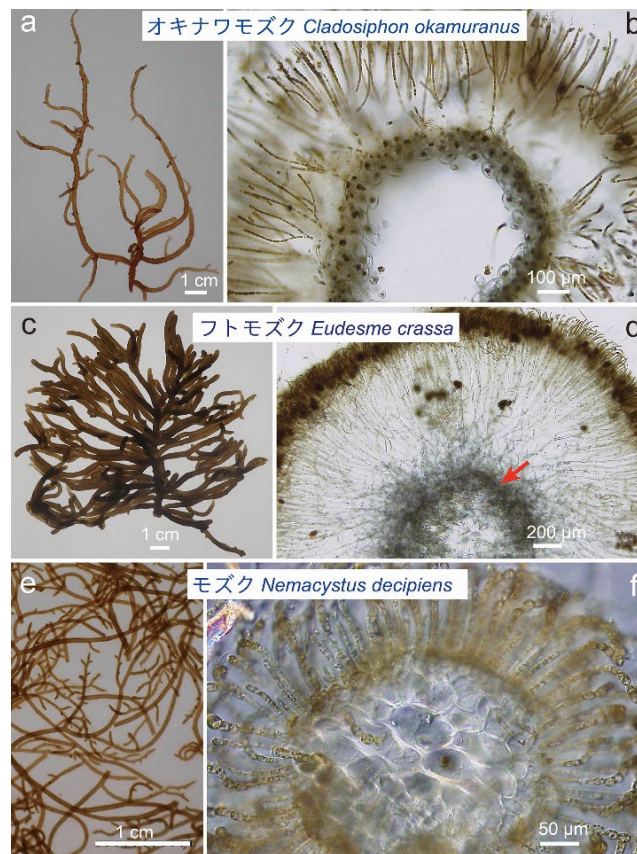 a
オキナワモズク Cladosiphon okamuranus
b
1 cm
100 µm
c
フトモズク Eudesme crassa
d
1 cm
200 µm
e
モズク Nemacystus decipiens
f
1 cm
50 µm